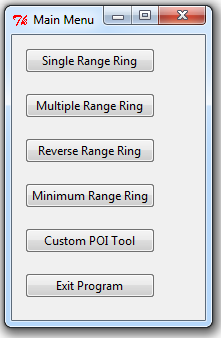 Main Menu
Single Range Ring
Multiple Range Ring
Reverse Range Ring
Minimum Range Ring
Custom POI Tool
Exit Program